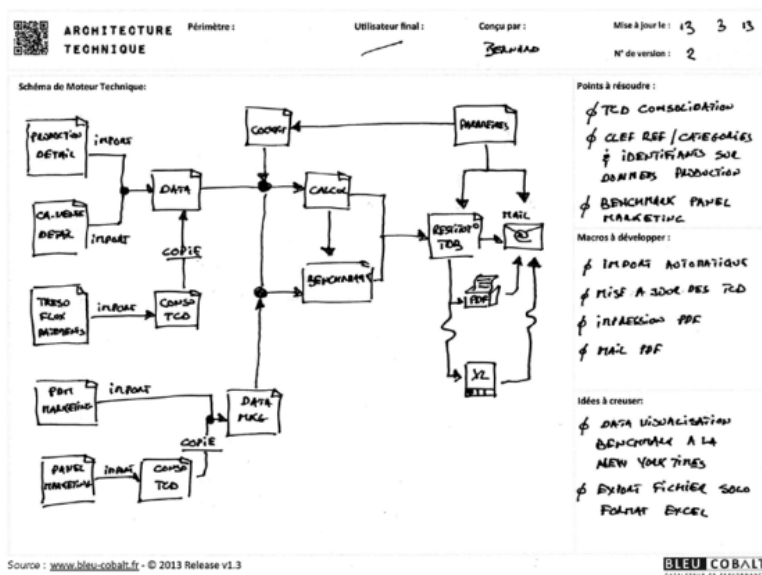 ARCHITECTURE
TECHNIQUE
Périmètre :
Utilisateur final :
Conçu par :
BERNARD
Mise à jour le : 13 3 13
N° de version : 2
Schéma de Moteur Technique:
PRODUCTION
DETAIL
IMPORT
CA-VENTE
DETAIL
IMPORT
DATA
COPIE
TRESO
FLUX
PAIEMENTS
IMPORT
CONSO
TCD
PDM
MARKETING
IMPORT
DATA
MKG
COPIE
PANEL
MARKETING
IMPORT
CONSO
TCD
COCKPIT
PARAMETRES
CALCUL
BENCHMARK
RESTIT°
TDB
MAIL
@
PDF
XL
Points à résoudre :
TCD CONSOLIDATION
CLEF REF / CATEGORIES
& IDENTIFIANTS SUR
DONNEES PRODUCTION
BENCHMARK PANEL
MARKETING
Macros à développer :
IMPORT AUTOMATIQUE
MISE A JOUR DES TCD
IMPRESSION PDF
MAIL PDF
Idées à creuser:
DATA VISUALISATION
BENCHMARK A LA
NEW YORK TIMES
EXPORT FICHIER SOLO
FORMAT EXCEL
Source : www.bleu-cobalt.fr - © 2013 Release v1.3
BLEU COBALT